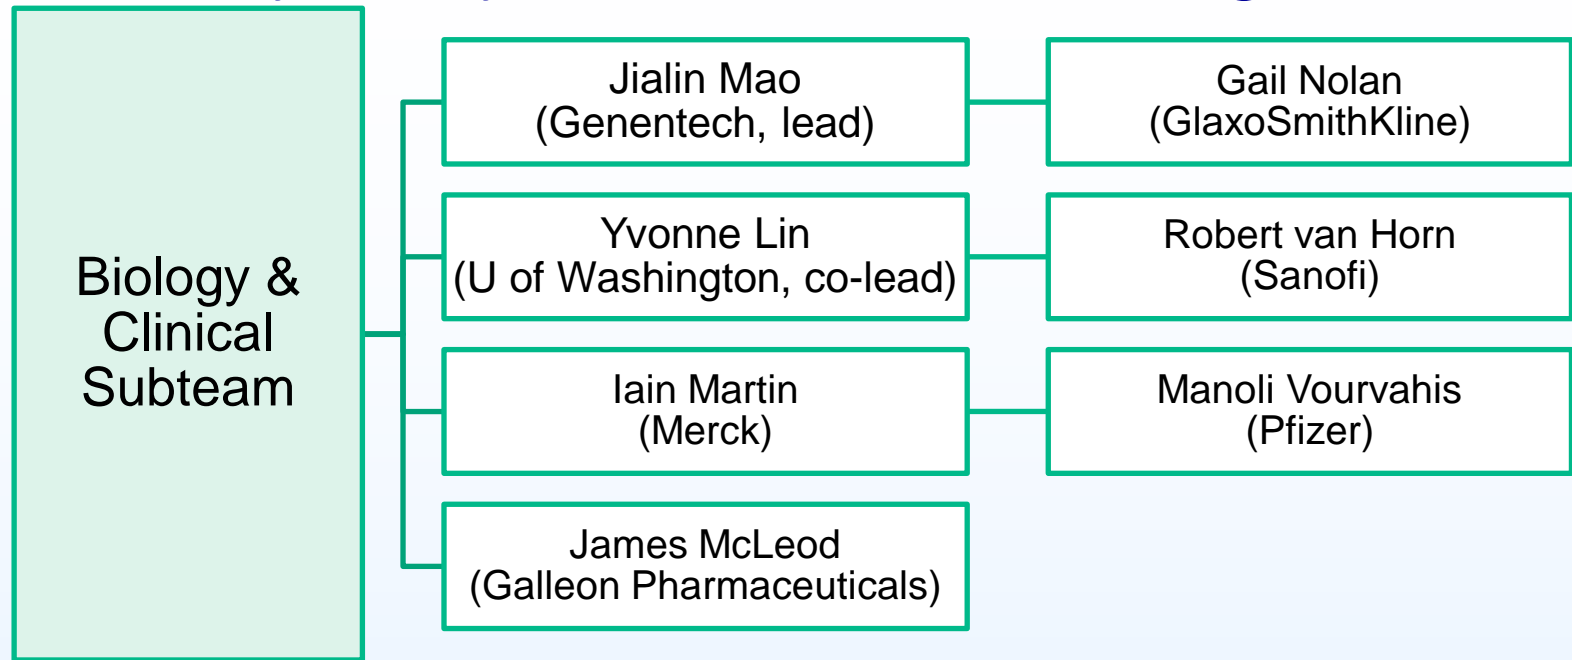 Biology &
Clinical
Subteam
Jialin Mao
(Genentech, lead)
Gail Nolan
(GlaxoSmithKline)
Yvonne Lin
(U of Washington, co-lead)
Robert van Horn
(Sanofi)
Iain Martin
(Merck)
Manoli Vourvahis
(Pfizer)
James McLeod
(Galleon Pharmaceuticals)